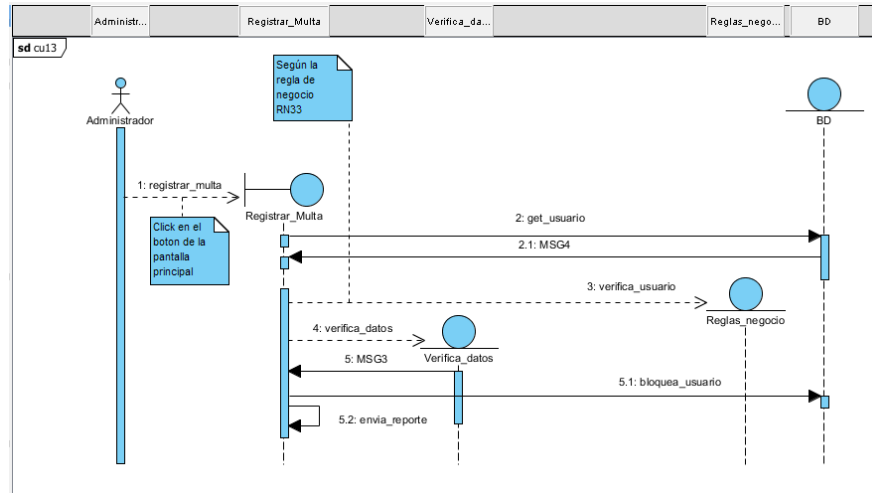 Administr...
Registrar_Multa
Verifica_da...
Reglas_nego...
BD
sd cu13
Según la
regla de
negocio
RN33
Administrador
BD
1: registrar_multa
Registrar_Multa
Click en el
boton de la
pantalla
principal
2: get_usuario
2.1: MSG4
3: verifica_usuario
Reglas_negocio
4: verifica_datos
Verifica_datos
5: MSG3
5.1: bloquea_usuario
5.2: envia_reporte